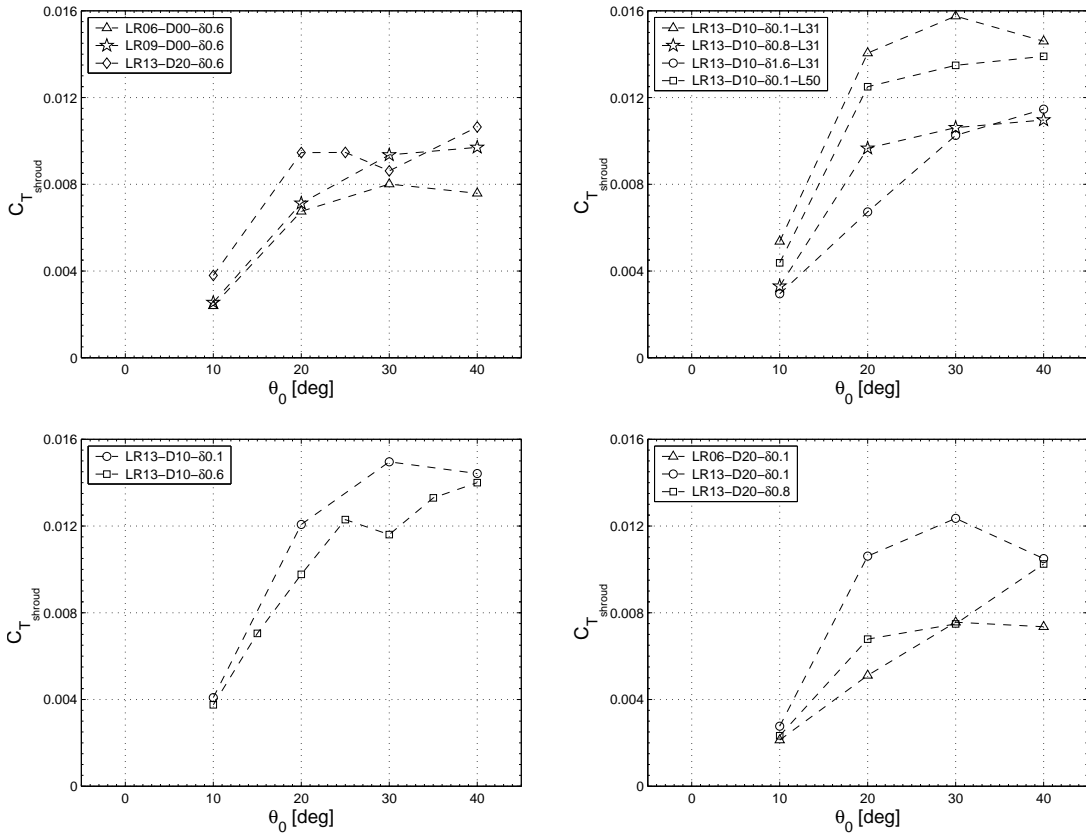 0.016
0.012
0.008
0.004
0
C_T_shroud
LR06−D00−δ0.6
LR09−D00−δ0.6
LR13−D20−δ0.6
0 10 20 30 40
θ_0 [deg]
0.016
0.012
0.008
0.004
0
C_T_shroud
LR13−D10−δ0.1−L31
LR13−D10−δ0.8−L31
LR13−D10−δ1.6−L31
LR13−D10−δ0.1−L50
0 10 20 30 40
θ_0 [deg]
0.016
0.012
0.008
0.004
0
C_T_shroud
LR13−D10−δ0.1
LR13−D10−δ0.6
0 10 20 30 40
θ_0 [deg]
0.016
0.012
0.008
0.004
0
C_T_shroud
LR06−D20−δ0.1
LR13−D20−δ0.1
LR13−D20−δ0.8
0 10 20 30 40
θ_0 [deg]